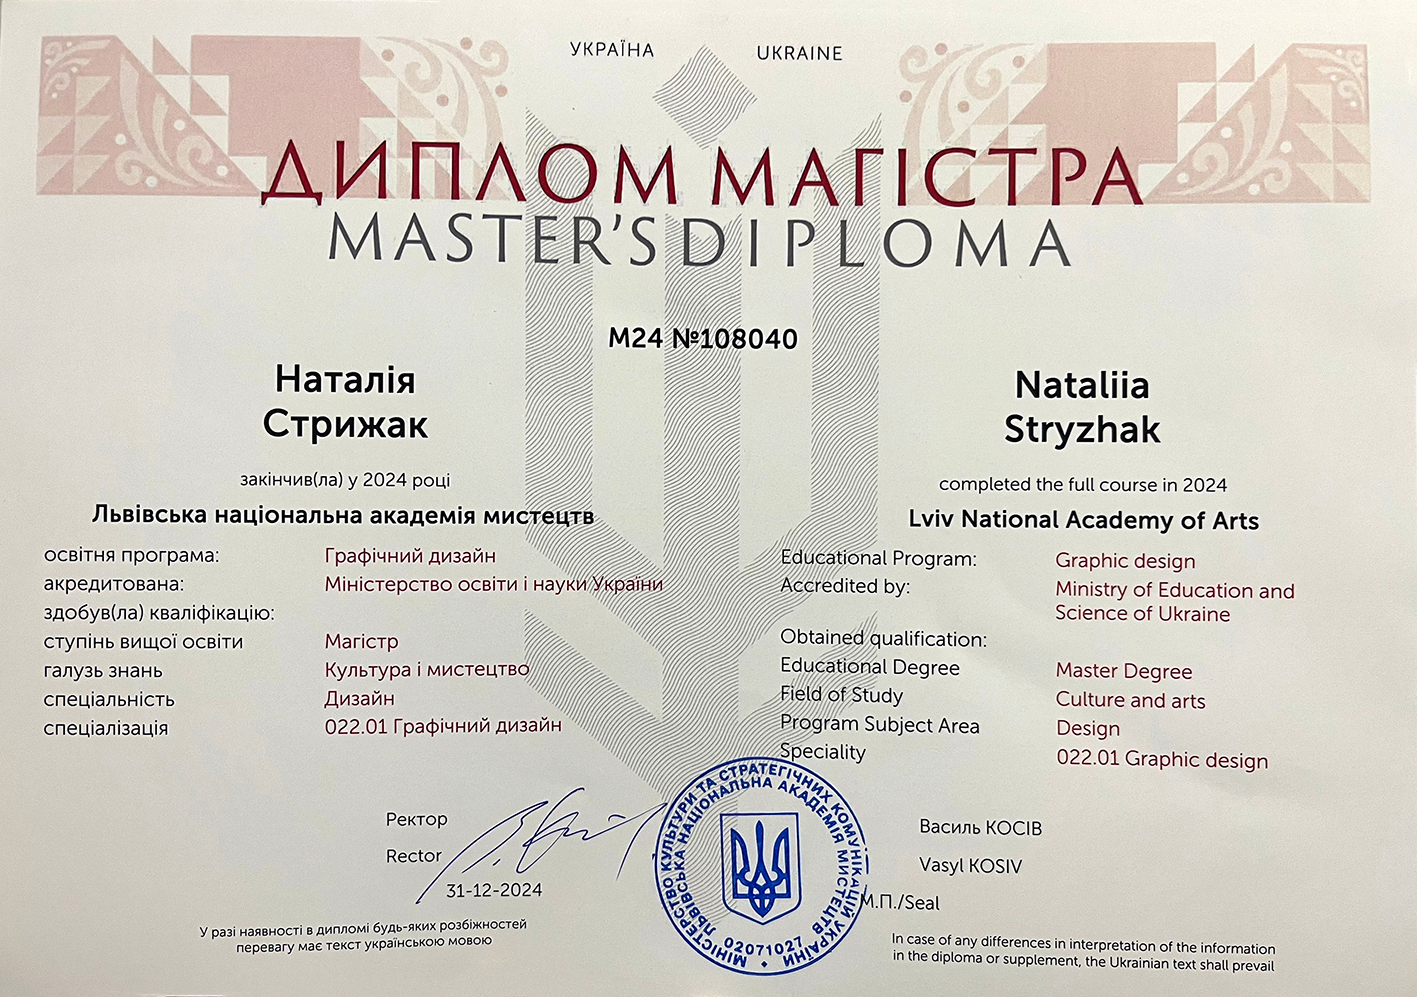 УКРАЇНА
UKRAINE
ДИПЛОМ МАГІСТРА
MASTER'S DIPLOMA
М24 №108040
Наталія
Стрижак
закінчив(ла) у 2024 році
Львівська національна академія мистецтв
освітня програма: Графічний дизайн
акредитована: Міністерство освіти і науки України
здобув(ла) кваліфікацію:
ступінь вищої освіти Магістр
галузь знань Культура і мистецтво
спеціальність Дизайн
спеціалізація 022.01 Графічний дизайн
Nataliia
Stryzhak
completed the full course in 2024
Lviv National Academy of Arts
Educational Program: Graphic design
Accredited by: Ministry of Education and
Science of Ukraine
Obtained qualification:
Educational Degree Master Degree
Field of Study Culture and arts
Program Subject Area Design
Speciality 022.01 Graphic design
Ректор
Rector
31-12-2024
Василь КОСІВ
Vasyl KOSIV
М.П./Seal
МІНІСТЕРСТВО КУЛЬТУРИ ТА СТРАТЕГІЧНИХ КОМУНІКАЦІЙ УКРАЇНИ
ЛЬВІВСЬКА НАЦІОНАЛЬНА АКАДЕМІЯ МИСТЕЦТВ
02071027
У разі наявності в дипломі будь-яких розбіжностей
перевагу має текст українською мовою
In case of any differences in interpretation of the information
in the diploma or supplement, the Ukrainian text shall prevail